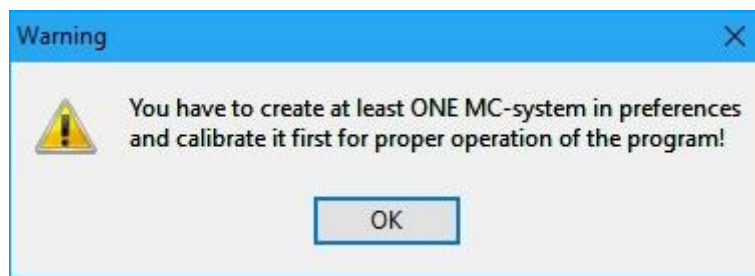 Warning
You have to create at least ONE MC-system in preferences
and calibrate it first for proper operation of the program!
OK